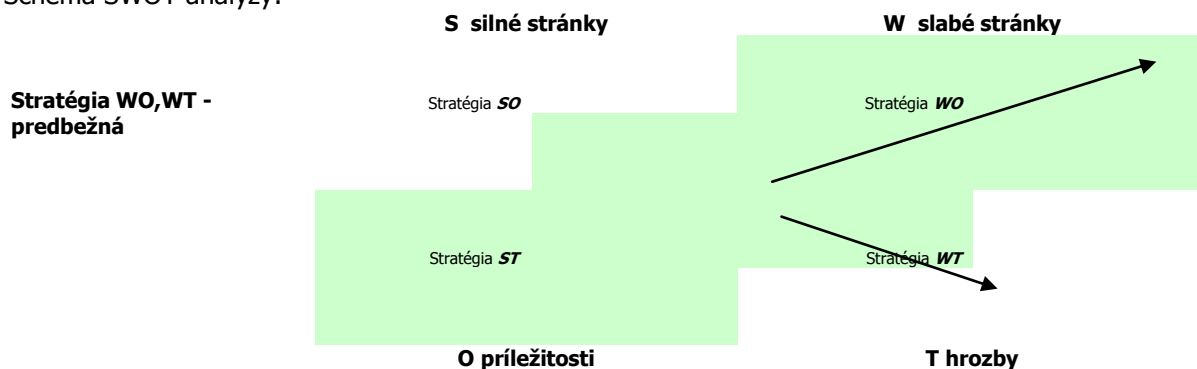 Schéma SWOT analýzy:
S silné stránky W slabé stránky
Stratégia WO,WT -
predbežná
Stratégia SO Stratégia WO
Stratégia ST Stratégia WT
O príležitosti T hrozby